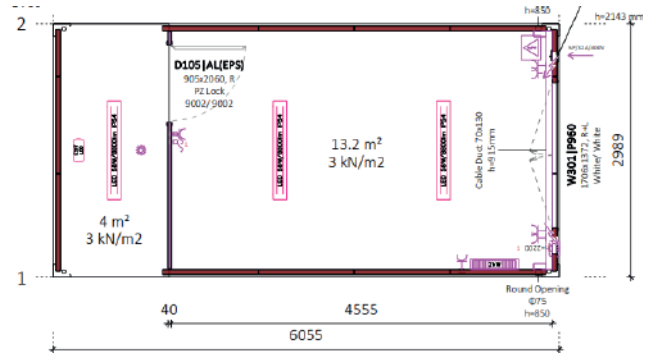 h=850
2
h=2143 mm
D105|AL(EPS)
905x2060, R
PZ Lock
9002/9002
13.2 m²
3 kN/m2
4 m²
3 kN/m2
Cable Duct 70x130
h=915mm
W301|P960
1706x1372, R+L
White/ White
2989
2kW
1
Round Opening
Ø75
h=850
40
4555
6055